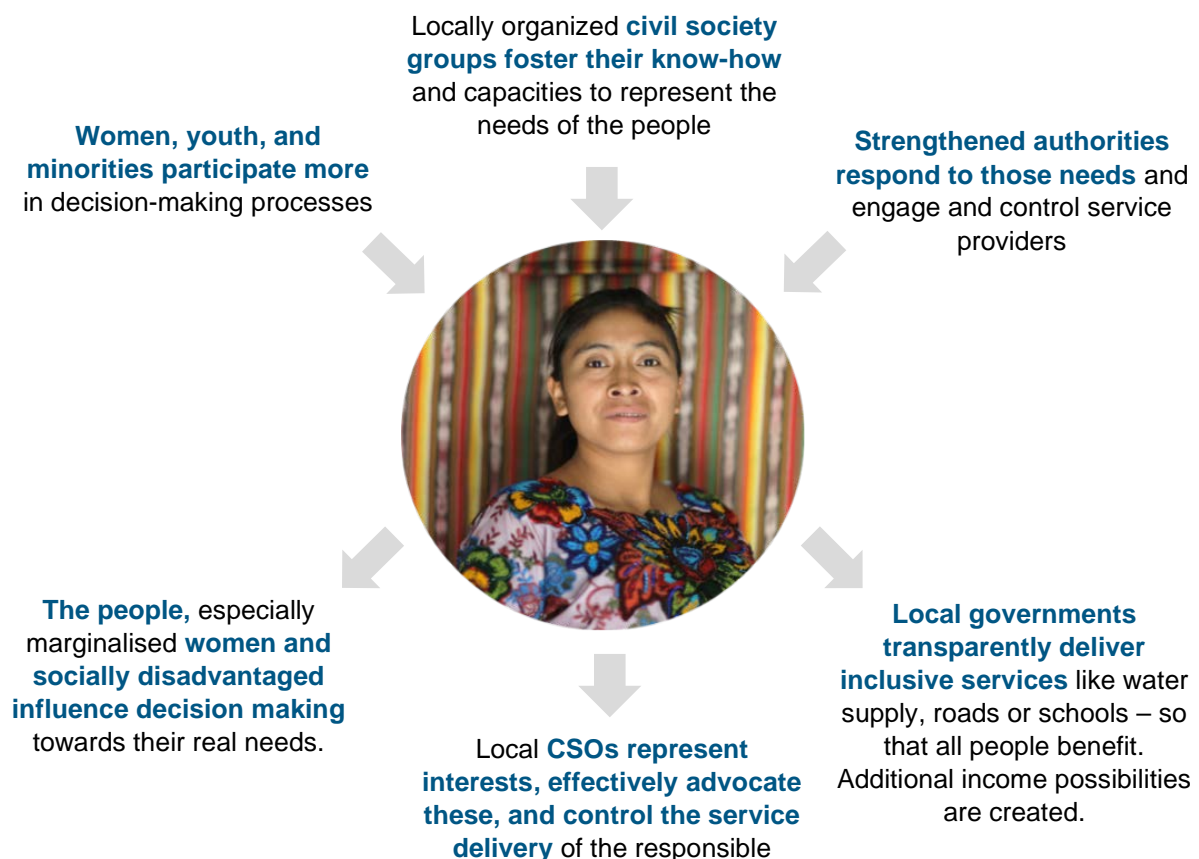 Locally organized civil society
groups foster their know-how
and capacities to represent the
needs of the people
Women, youth, and
minorities participate more
in decision-making processes
Strengthened authorities
respond to those needs and
engage and control service
providers
The people, especially
marginalised women and
socially disadvantaged
influence decision making
towards their real needs.
Local CSOs represent
interests, effectively advocate
these, and control the service
delivery of the responsible
Local governments
transparently deliver
inclusive services like water
supply, roads or schools – so
that all people benefit.
Additional income possibilities
are created.